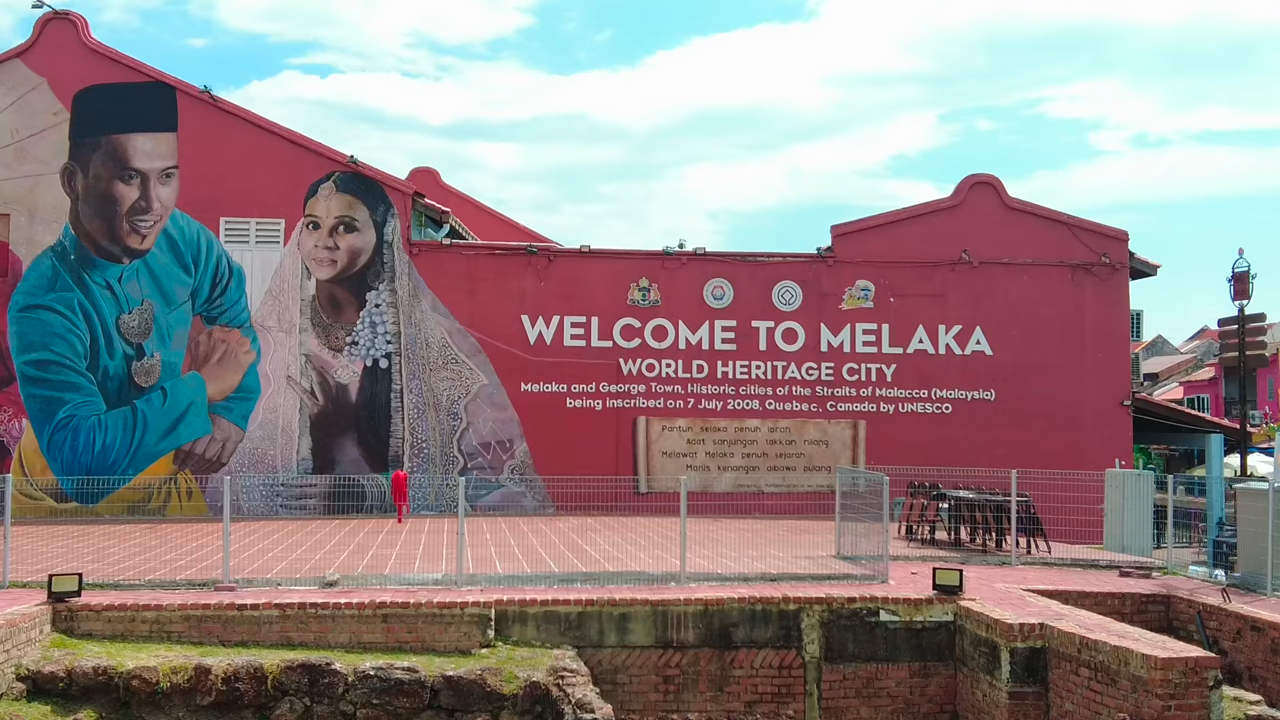 WELCOME TO MELAKA
WORLD HERITAGE CITY
Melaka and George Town, Historic cities of the Straits of Malacca (Malaysia)
being inscribed on 7 July 2008, Quebec, Canada by UNESCO
Pantun seloka penuh ibrah
Adat sanjungan takkan hilang
Melawat Melaka penuh sejarah
Manis kenangan dibawa pulang